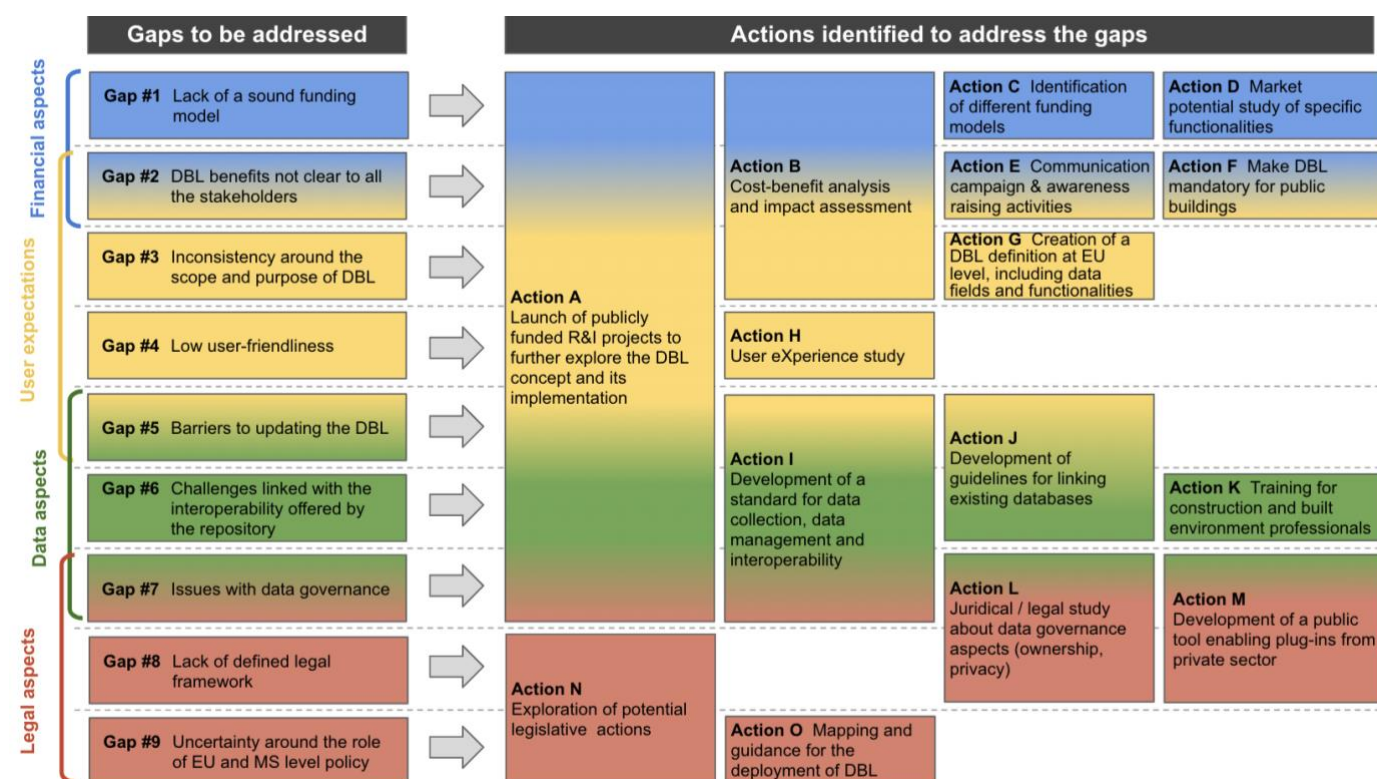 Gaps to be addressed
Actions identified to address the gaps
Financial aspects
User expectations
Data aspects
Legal aspects
Gap #1 Lack of a sound funding
model
Gap #2 DBL benefits not clear to all
the stakeholders
Gap #3 Inconsistency around the
scope and purpose of DBL
Gap #4 Low user-friendliness
Gap #5 Barriers to updating the DBL
Gap #6 Challenges linked with the
interoperability offered by
the repository
Gap #7 Issues with data governance
Gap #8 Lack of defined legal
framework
Gap #9 Uncertainty around the role
of EU and MS level policy
Action A
Launch of publicly
funded R&I projects to
further explore the DBL
concept and its
implementation
Action B
Cost-benefit analysis
and impact assessment
Action C Identification
of different funding
models
Action D Market
potential study of specific
functionalities
Action E Communication
campaign & awareness
raising activities
Action F Make DBL
mandatory for public
buildings
Action G Creation of a
DBL definition at EU
level, including data
fields and functionalities
Action H
User eXperience study
Action I
Development of a
standard for data
collection, data
management and
interoperability
Action J
Development of
guidelines for linking
existing databases
Action K Training for
construction and built
environment professionals
Action L
Juridical / legal study
about data governance
aspects (ownership,
privacy)
Action M
Development of a public
tool enabling plug-ins from
private sector
Action N
Exploration of potential
legislative actions
Action O Mapping and
guidance for the
deployment of DBL